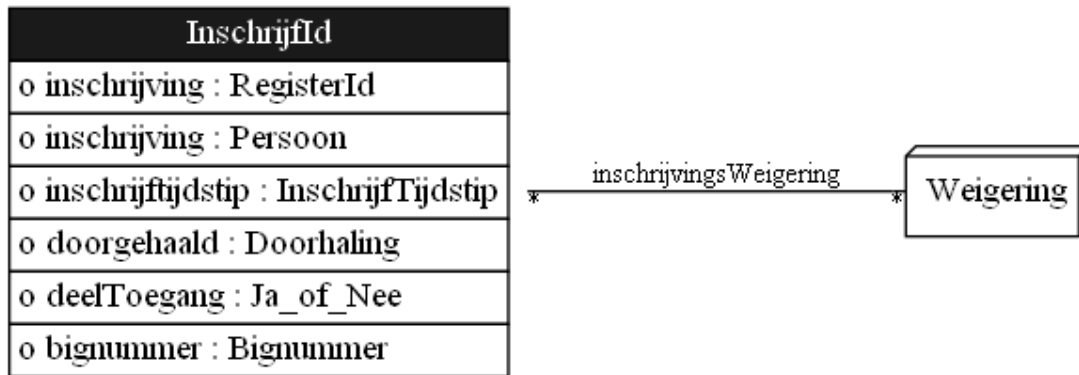 InschrijfId
o inschrijving : RegisterId
o inschrijving : Persoon
o inschrijftijdstip : InschrijfTijdstip
o doorgehaald : Doorhaling
o deelToegang : Ja_of_Nee
o bignummer : Bignummer
* inschrijvingsWeigering *
Weigering